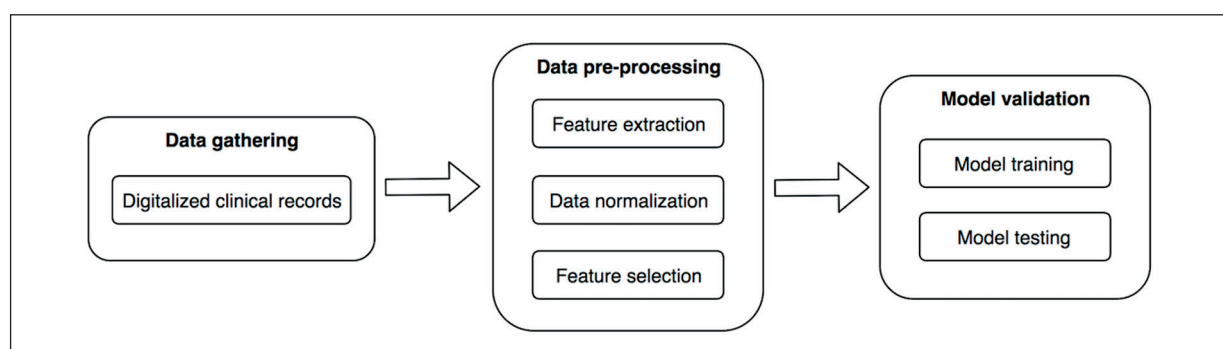 Data gathering
Digitalized clinical records
Data pre-processing
Feature extraction
Data normalization
Feature selection
Model validation
Model training
Model testing